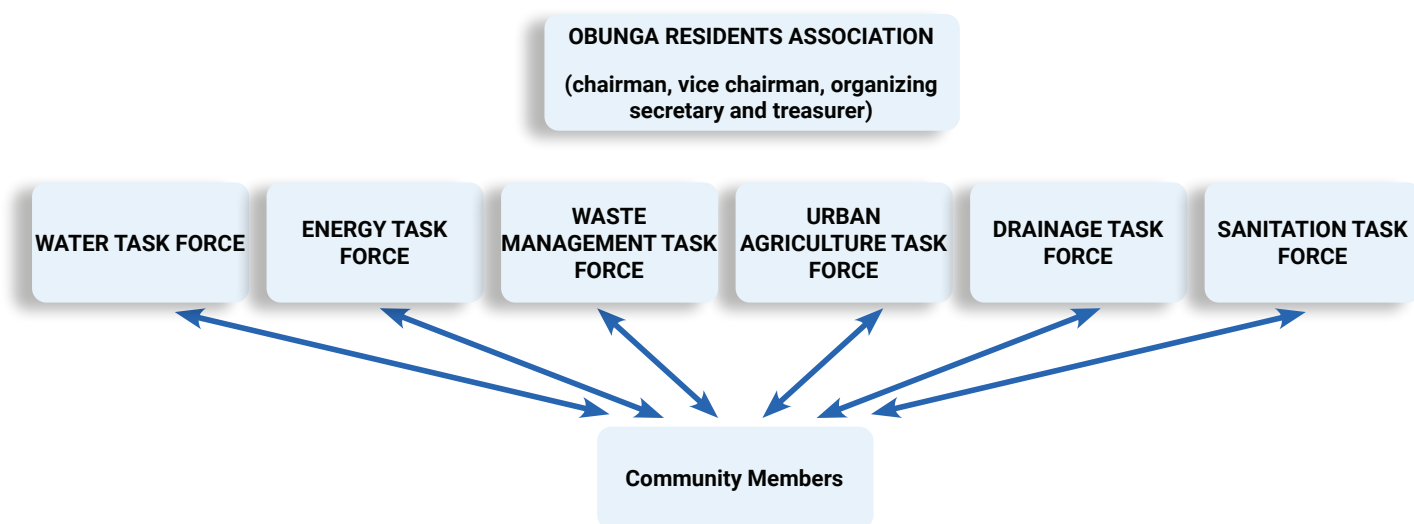 OBUNGA RESIDENTS ASSOCIATION
(chairman, vice chairman, organizing
secretary and treasurer)
WATER TASK FORCE
ENERGY TASK
FORCE
WASTE
MANAGEMENT TASK
FORCE
URBAN
AGRICULTURE TASK
FORCE
DRAINAGE TASK
FORCE
SANITATION TASK
FORCE
Community Members